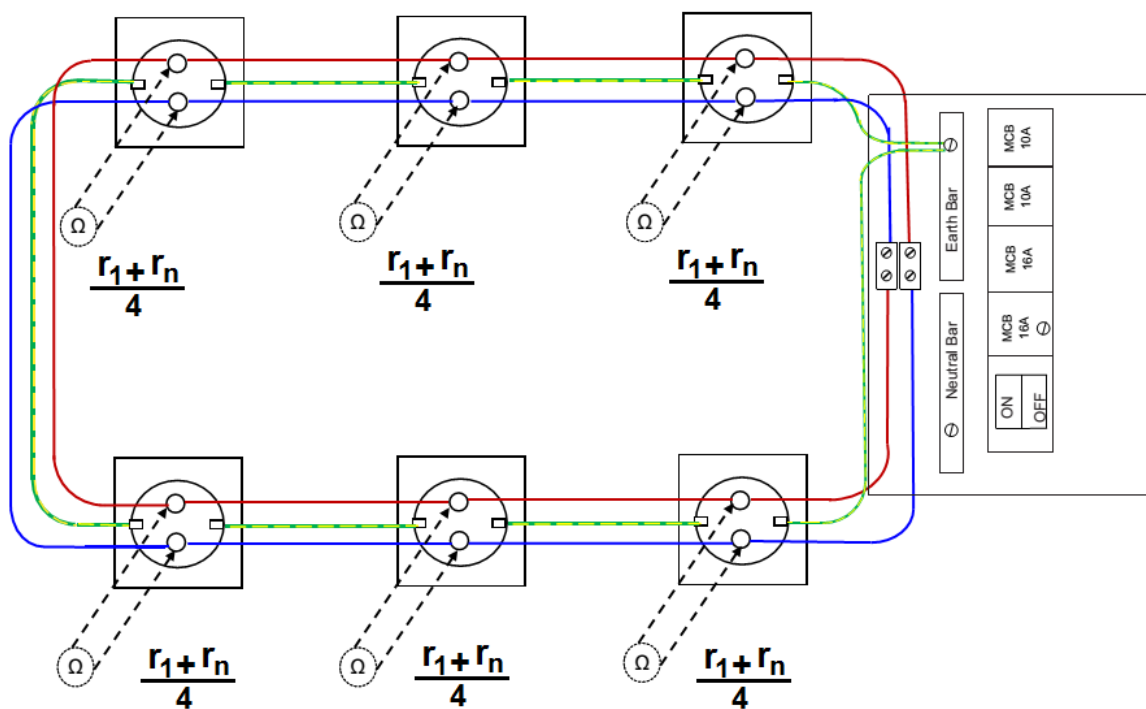 Ω
r₁+rₙ
4
Ω
r₁+rₙ
4
Ω
r₁+rₙ
4
Earth Bar
Neutral Bar
MCB
10A
MCB
10A
MCB
16A
MCB
16A
ON
OFF
Ω
r₁+rₙ
4
Ω
r₁+rₙ
4
Ω
r₁+rₙ
4